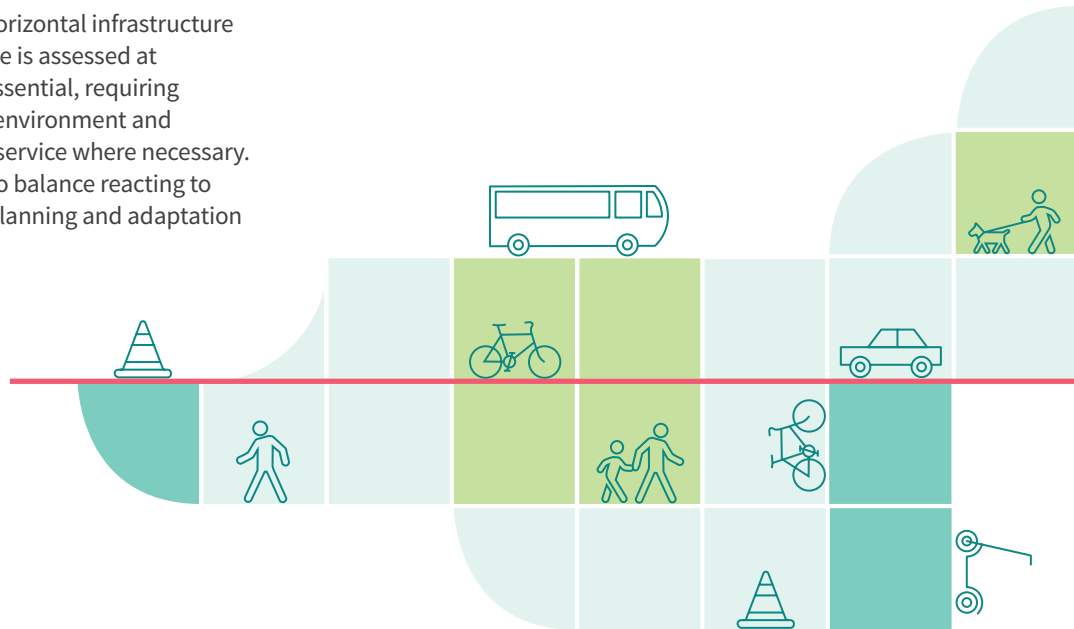 orizontal infrastructure
e is assessed at
ssential, requiring
environment and
service where necessary.
o balance reacting to
lanning and adaptation